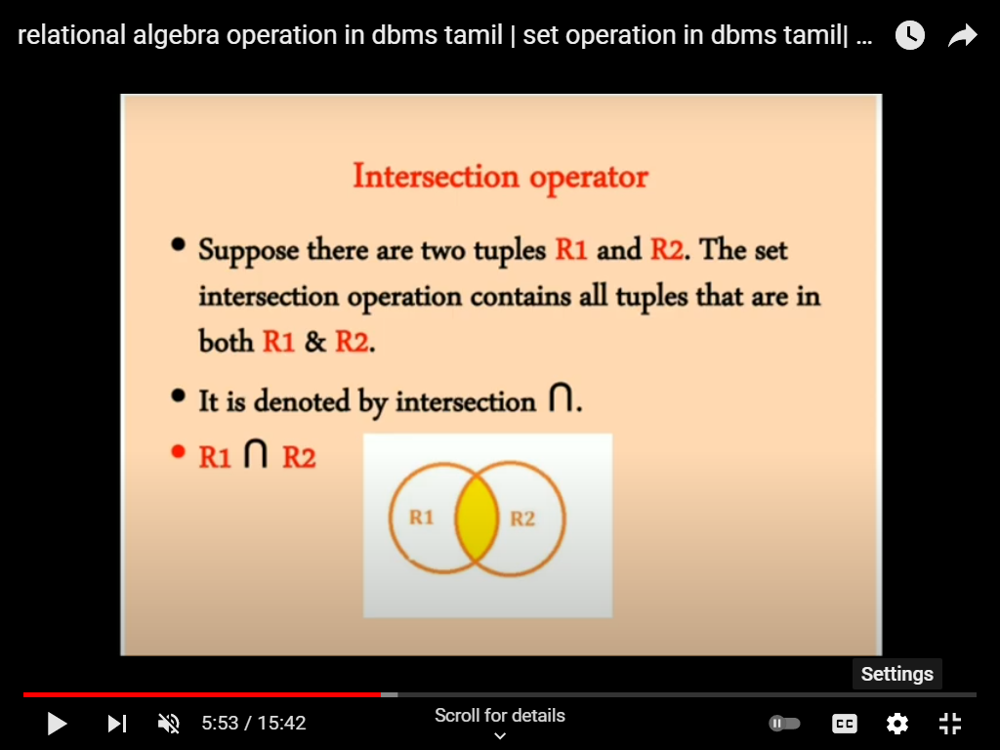 relational algebra operation in dbms tamil | set operation in dbms tamil| ...
Intersection operator
• Suppose there are two tuples R1 and R2. The set
intersection operation contains all tuples that are in
both R1 & R2.
• It is denoted by intersection ∩.
• R1 ∩ R2
R1 R2
Settings
5:53 / 15:42
Scroll for details
CC